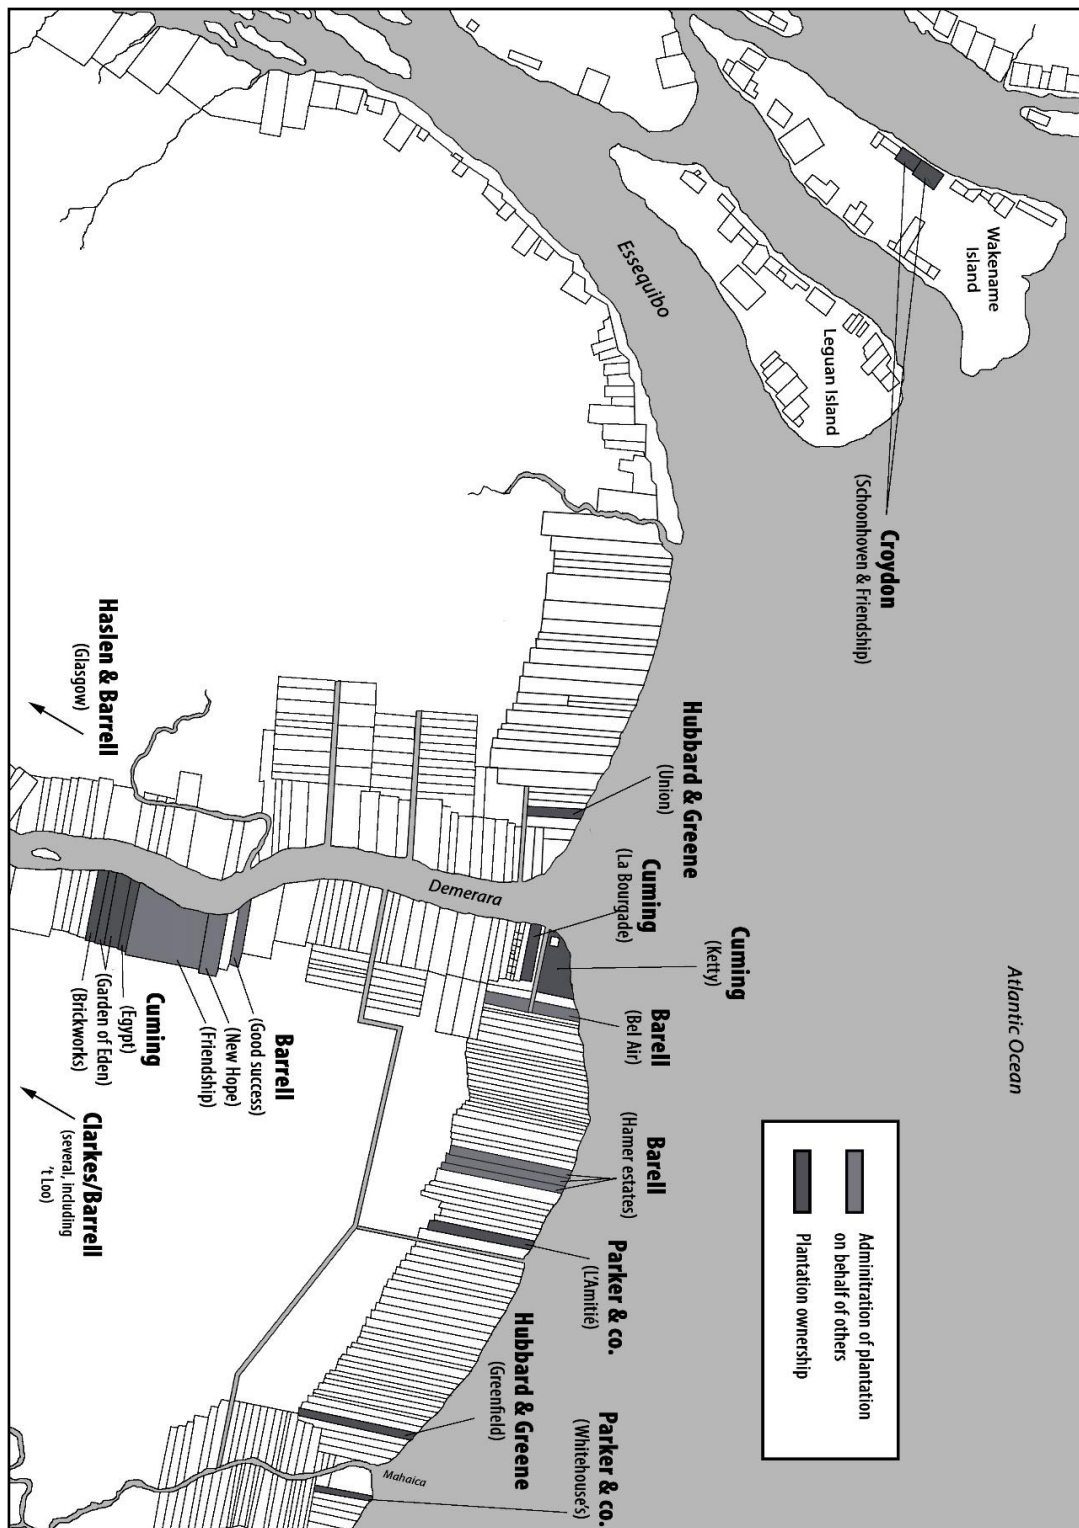 Atlantic Ocean
Wakename
Island
Leguan Island
Essequibo
Croydon
(Schoonhoven & Friendship)
Hubbard & Greene
(Union)
Cuming
(La Bourgade)
Cuming
(Ketty)
Demerara
Barell
(Bel Air)
Barell
(Hamer estates)
Parker & co.
(L'Amitié)
Hubbard & Greene
(Greenfield)
Parker & co.
(Whitehouse's)
Mahaica
Haslen & Barrell
(Glasgow)
Barrell
(Good success)
(New Hope)
(Friendship)
Cuming
(Egypt)
(Garden of Eden)
(Brickworks)
Clarkes/Barrell
(several, including
't Loo)
Adminitration of plantation
on behalf of others
Plantation ownership